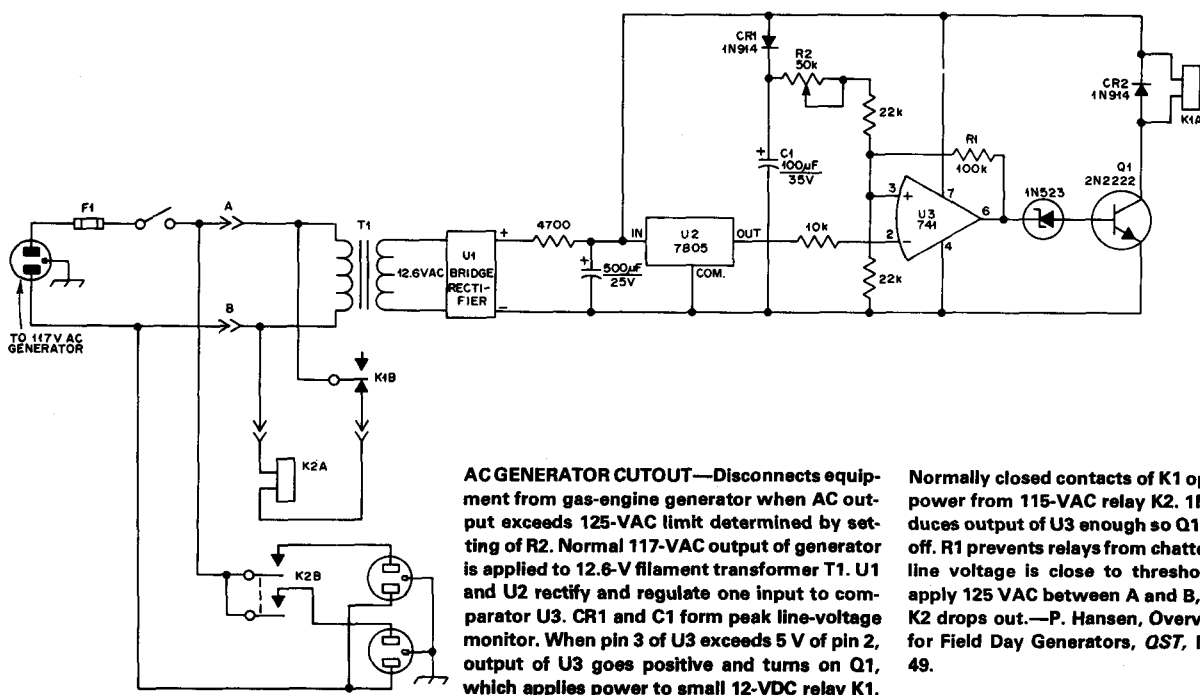 CR1
1N914
R2
50k
22k
R1
100k
C1
100µF
35V
3
+
2
–
U3
741
7
4
6
1N523
Q1
2N2222
CR2
1N914
K1A
F1
A
B
T1
12.6VAC
U1
BRIDGE
RECTI-
FIER
+
–
4700
+
500µF
25V
IN
U2
7805
OUT
COM.
10k
22k
+
TO 117V AC
GENERATOR
K1B
K2A
K2B
AC GENERATOR CUTOUT—Disconnects equip-
ment from gas-engine generator when AC out-
put exceeds 125-VAC limit determined by set-
ting of R2. Normal 117-VAC output of generator
is applied to 12.6-V filament transformer T1. U1
and U2 rectify and regulate one input to com-
parator U3. CR1 and C1 form peak line-voltage
monitor. When pin 3 of U3 exceeds 5 V of pin 2,
output of U3 goes positive and turns on Q1,
which applies power to small 12-VDC relay K1.
Normally closed contacts of K1 op
power from 115-VAC relay K2.
duces output of U3 enough so Q1
off. R1 prevents relays from chatte
line voltage is close to thresho
apply 125 VAC between A and B,
K2 drops out.—P. Hansen, Overv
for Field Day Generators, QST,
49.